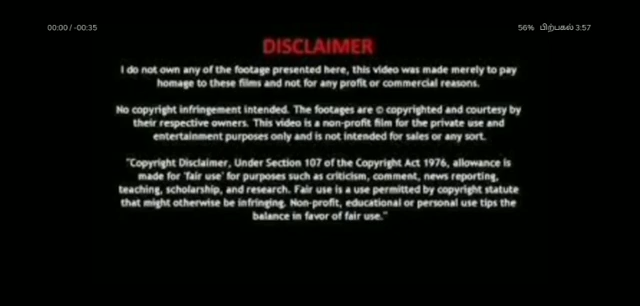 00:00 / -00:35
56% பிற்பகல் 3:57
DISCLAIMER
I do not own any of the footage presented here, this video was made merely to pay
homage to these films and not for any profit or commercial reasons.
No copyright infringement intended. The footages are © copyrighted and courtesy by
their respective owners. This video is a non-profit film for the private use and
entertainment purposes only and is not intended for sales or any sort.
"Copyright Disclaimer, Under Section 107 of the Copyright Act 1976, allowance is
made for 'fair use' for purposes such as criticism, comment, news reporting,
teaching, scholarship, and research. Fair use is a use permitted by copyright statute
that might otherwise be infringing. Non-profit, educational or personal use tips the
balance in favor of fair use."